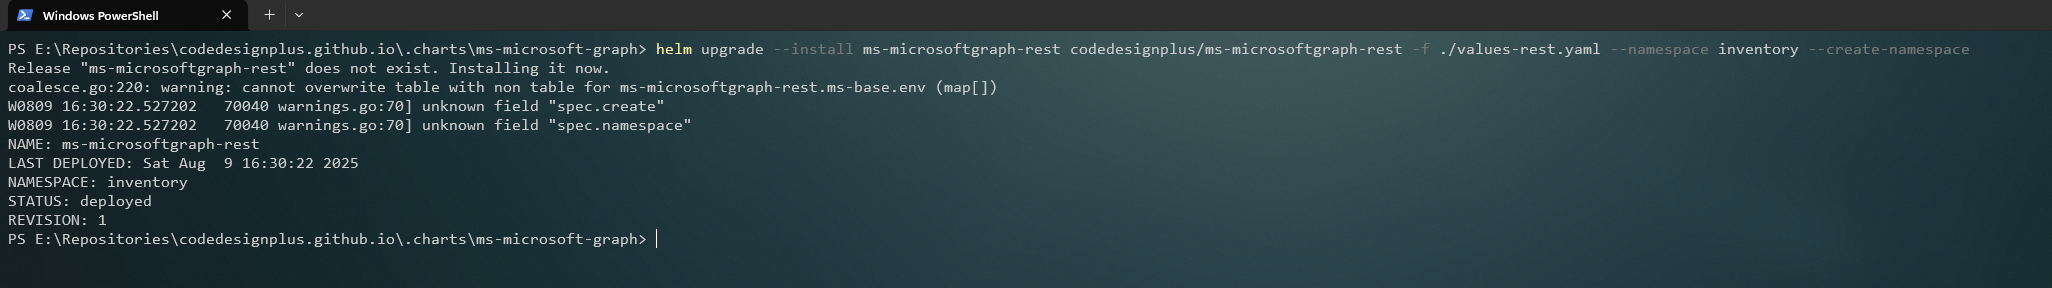 Windows PowerShell
PS E:\Repositories\codedesignplus.github.io\.charts\ms-microsoft-graph> helm upgrade --install ms-microsoftgraph-rest codedesignplus/ms-microsoftgraph-rest -f ./values-rest.yaml --namespace inventory --create-namespace
Release "ms-microsoftgraph-rest" does not exist. Installing it now.
coalesce.go:220: warning: cannot overwrite table with non table for ms-microsoftgraph-rest.ms-base.env (map[])
W0809 16:30:22.527202   70040 warnings.go:70] unknown field "spec.create"
W0809 16:30:22.527202   70040 warnings.go:70] unknown field "spec.namespace"
NAME: ms-microsoftgraph-rest
LAST DEPLOYED: Sat Aug  9 16:30:22 2025
NAMESPACE: inventory
STATUS: deployed
REVISION: 1
PS E:\Repositories\codedesignplus.github.io\.charts\ms-microsoft-graph>